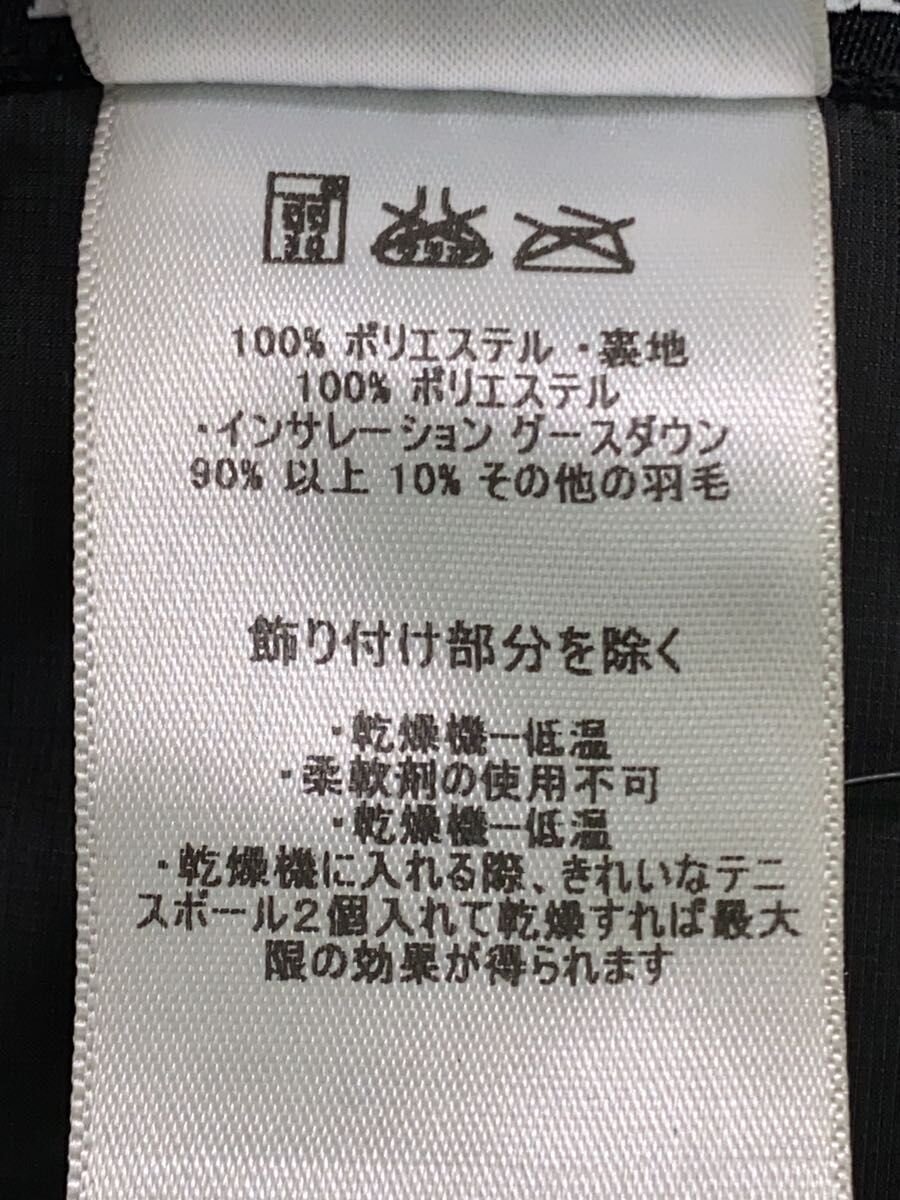 100% ポリエステル ・裏地
100% ポリエステル
・インサレーション グースダウン
90% 以上 10% その他の羽毛
飾り付け部分を除く
・乾燥機ー低温
・柔軟剤の使用不可
・乾燥機ー低温
・乾燥機に入れる際、きれいなテニ
スボール2個入れて乾燥すれば最大
限の効果が得られます